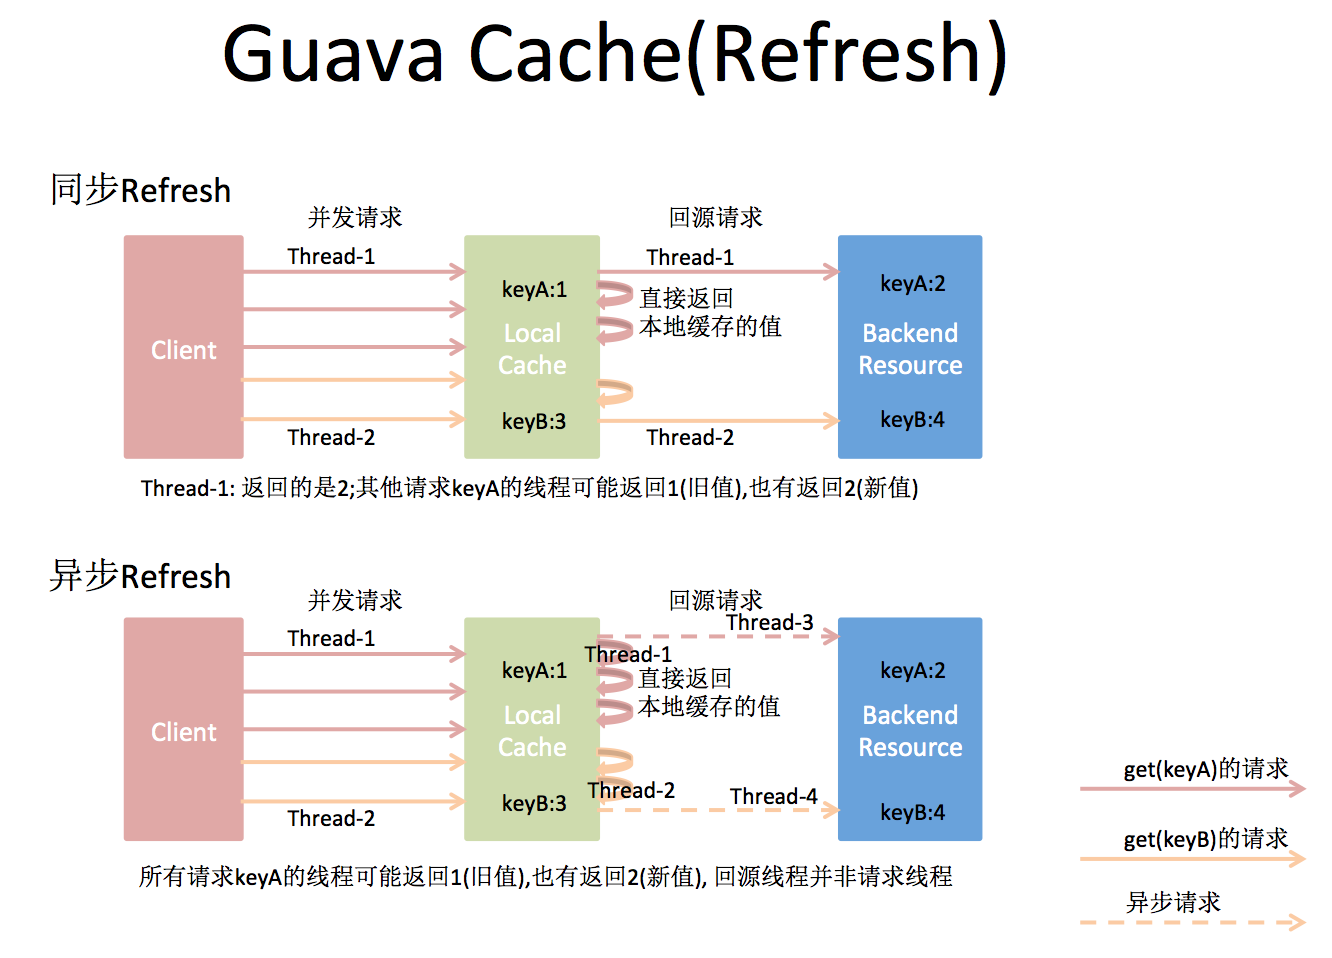 Guava Cache(Refresh)
同步Refresh
并发请求
回源请求
Thread-1
Thread-1
keyA:1
keyA:2
直接返回
本地缓存的值
Client
Local
Cache
Backend
Resource
keyB:3
keyB:4
Thread-2
Thread-2
Thread-1: 返回的是2;其他请求keyA的线程可能返回1(旧值),也有返回2(新值)
异步Refresh
并发请求
回源请求
Thread-3
Thread-1
Thread-1
keyA:1
keyA:2
直接返回
本地缓存的值
Client
Local
Cache
Backend
Resource
Thread-2
Thread-4
keyB:3
keyB:4
Thread-2
get(keyA)的请求
get(keyB)的请求
异步请求
所有请求keyA的线程可能返回1(旧值),也有返回2(新值), 回源线程并非请求线程